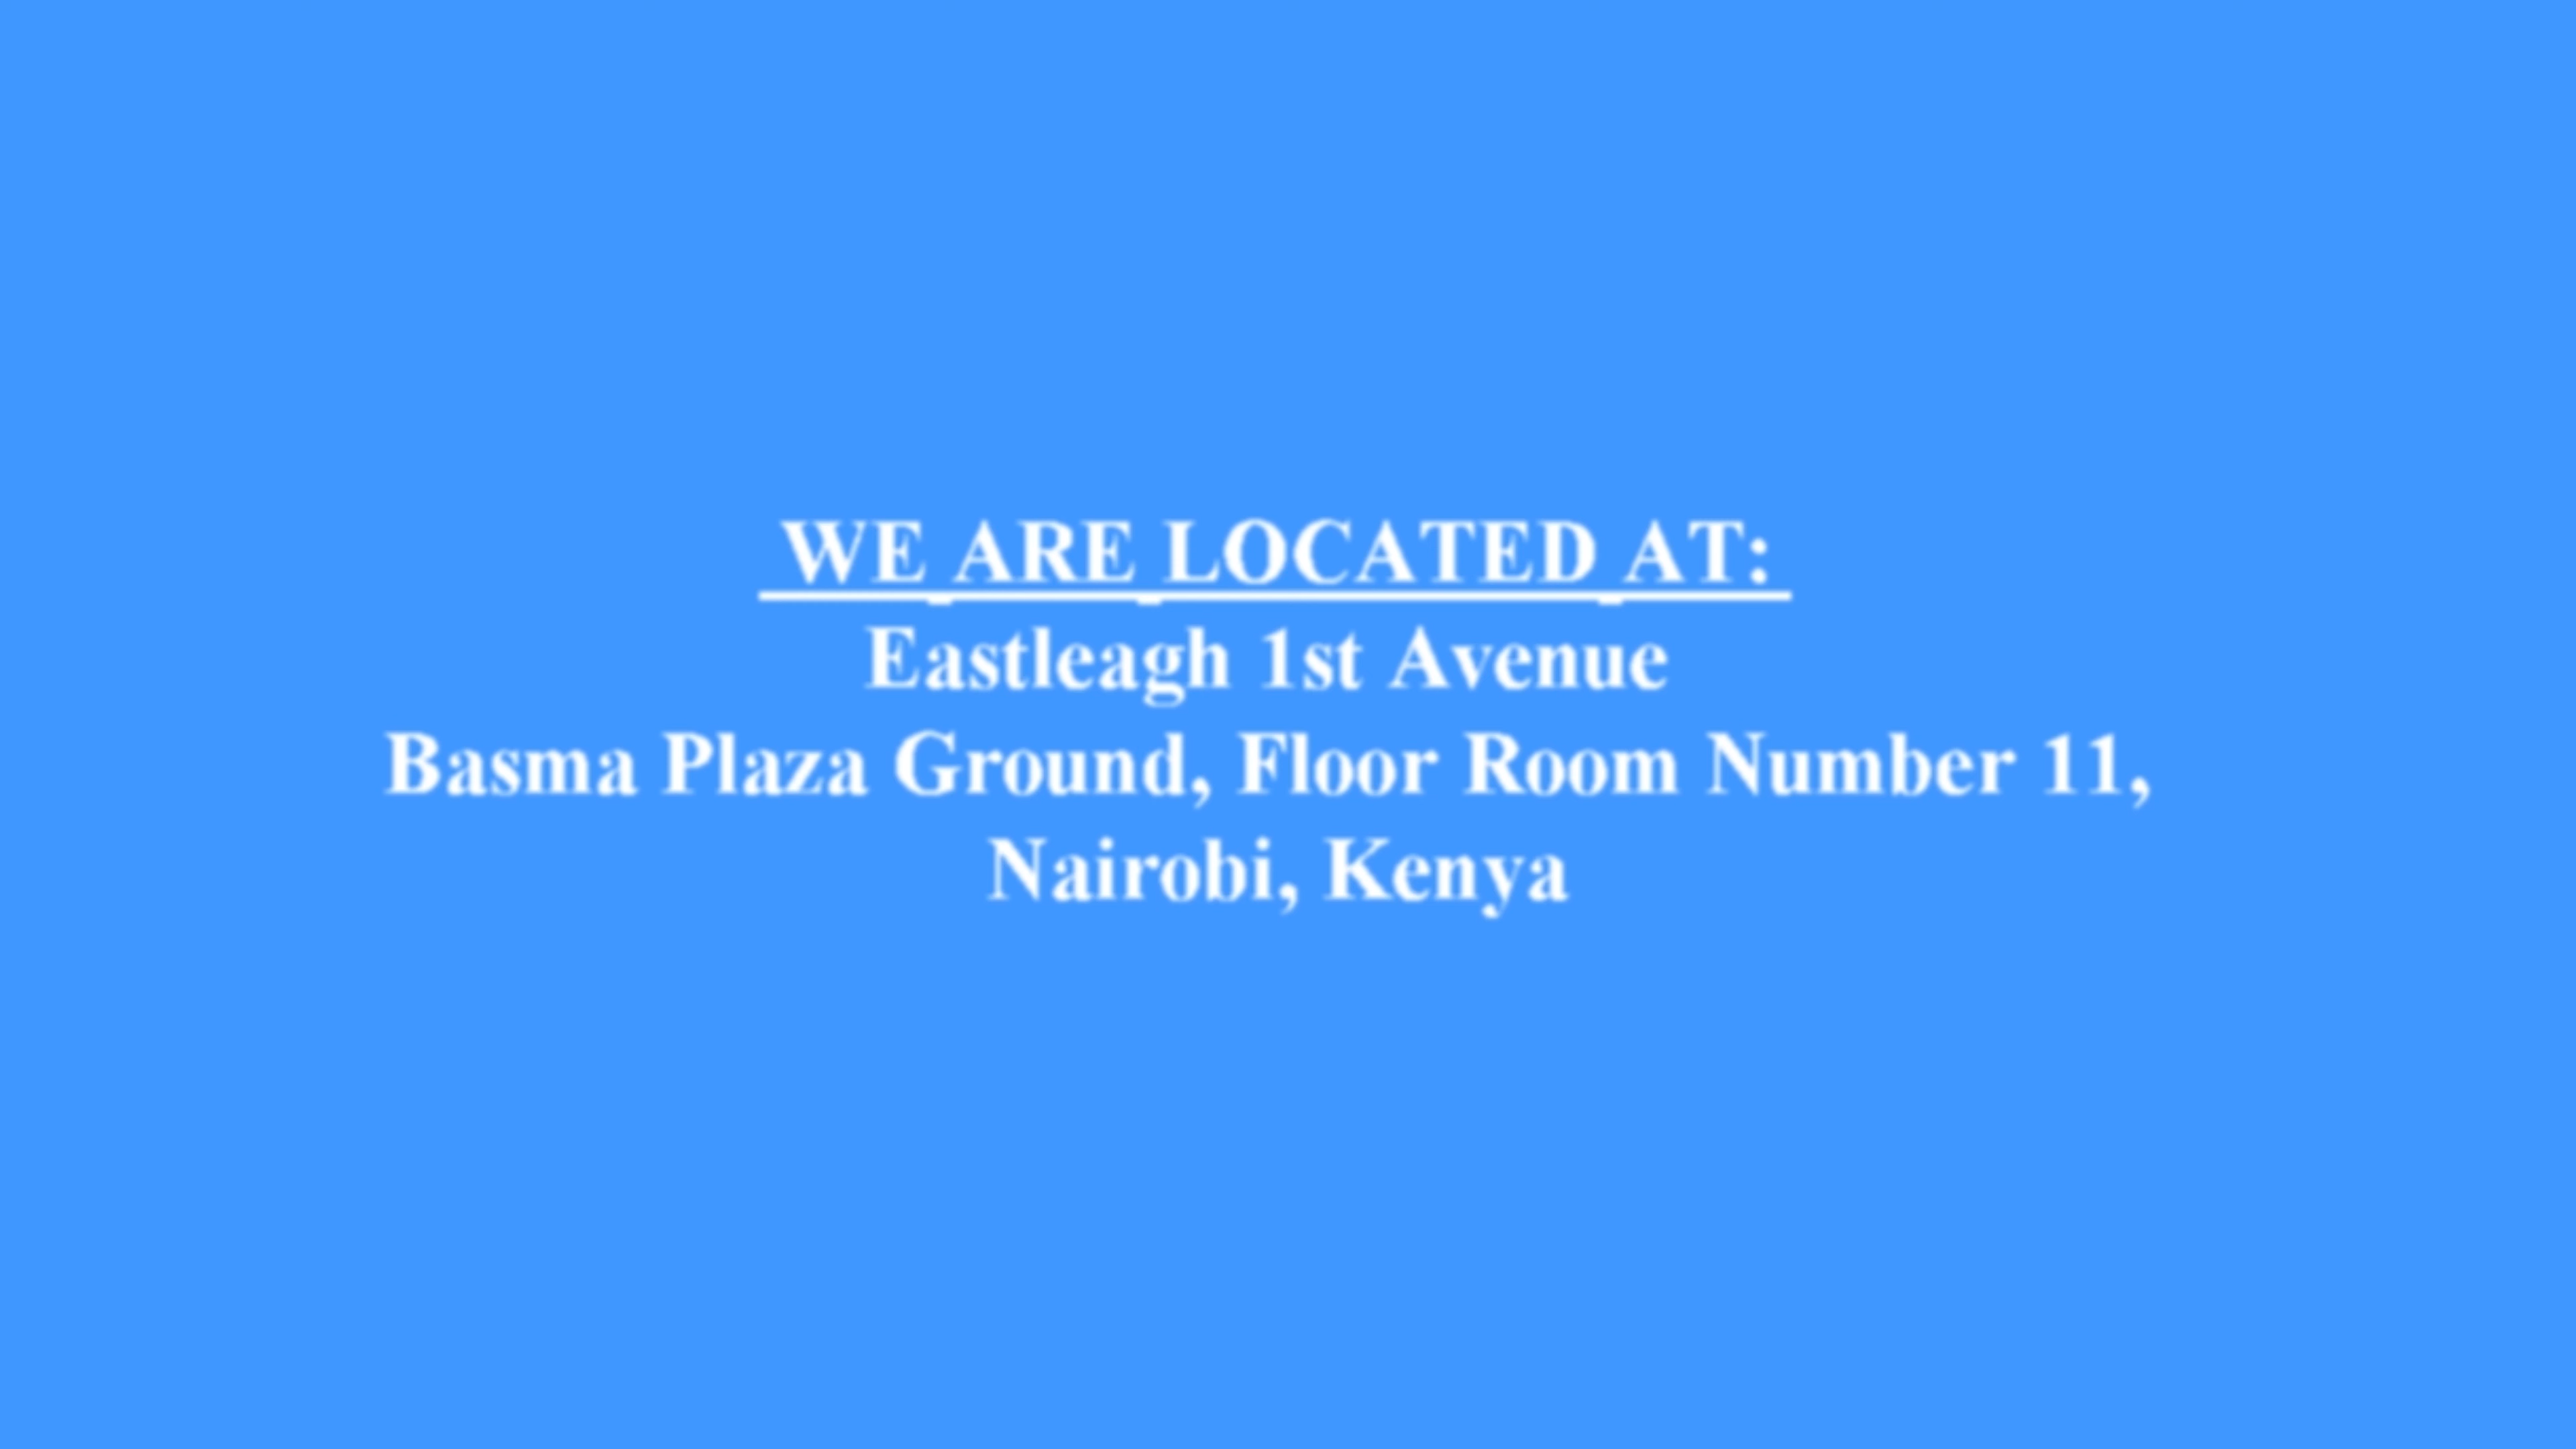 WE ARE LOCATED AT:
Eastleagh 1st Avenue
Basma Plaza Ground, Floor Room Number 11,
Nairobi, Kenya